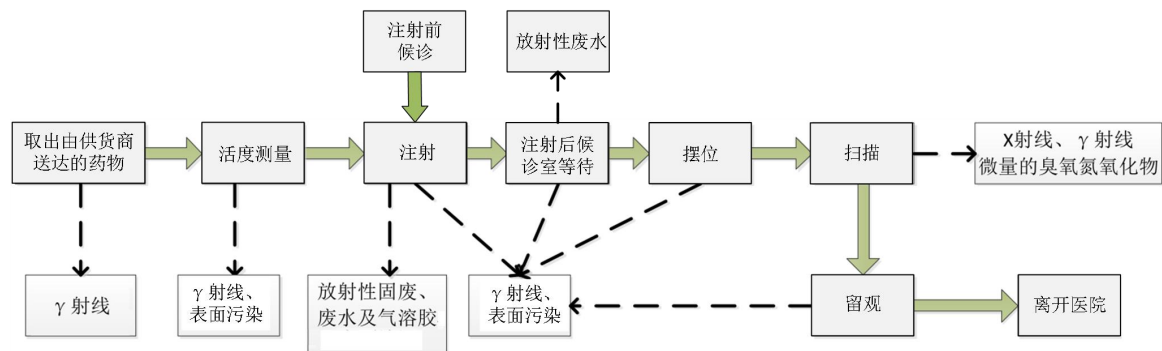 注射前
候诊
放射性废水
取出由供货商
送达的药物
活度测量
注射
注射后候
诊室等待
摆位
扫描
X射线、γ射线
微量的臭氧氮氧化物
γ射线
γ射线、
表面污染
放射性固废、
废水及气溶胶
γ射线、
表面污染
留观
离开医院